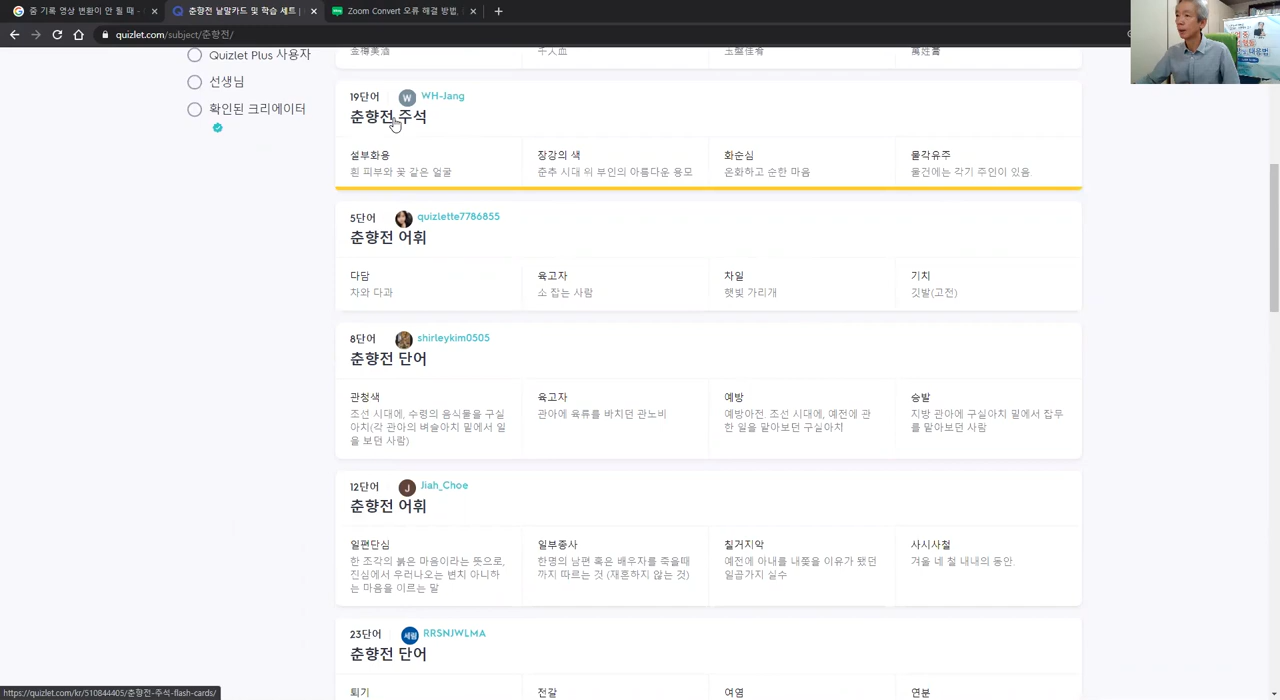 줌 기록 영상 변환이 안 될 때 -
춘향전 낱말카드 및 학습 세트 |
Zoom Convert 오류 해결 방법,
quizlet.com/subject/춘향전/
Quizlet Plus 사용자
선생님
확인된 크리에이터
19단어
WH-Jang
춘향전 주석
설부화용
흰 피부와 꽃 같은 얼굴
장강의 색
춘추 시대 위 부인의 아름다운 용모
화순심
온화하고 순한 마음
물각유주
물건에는 각기 주인이 있음.
5단어
quizlette7786855
춘향전 어휘
다담
차와 다과
육고자
소 잡는 사람
차일
햇빛 가리개
기치
깃발(고전)
8단어
shirleykim0505
춘향전 단어
관청색
조선 시대에, 수령의 음식물을 구실
아치(각 관아의 벼슬아치 밑에서 일
을 보던 사람)
육고자
관아에 육류를 바치던 관노비
예방
예방아전. 조선 시대에, 예전에 관
한 일을 맡아보던 구실아치
승발
지방 관아에 구실아치 밑에서 잡무
를 맡아보던 사람
12단어
J
Jiah_Choe
춘향전 어휘
일편단심
한 조각의 붉은 마음이라는 뜻으로,
진심에서 우러나오는 변치 아니하
는 마음을 이르는 말
일부종사
한명의 남편 혹은 배우자를 죽을때
까지 따르는 것 (재혼하지 않는 것)
칠거지악
예전에 아내를 내쫒을 이유가 됐던
일곱가지 실수
사시사철
겨울 네 철 내내의 동안.
23단어
세림
RRSNJWLMA
춘향전 단어
퇴기
전갈
여염
연분
https://quizlet.com/kr/510844405/춘향전-주석-flash-cards/